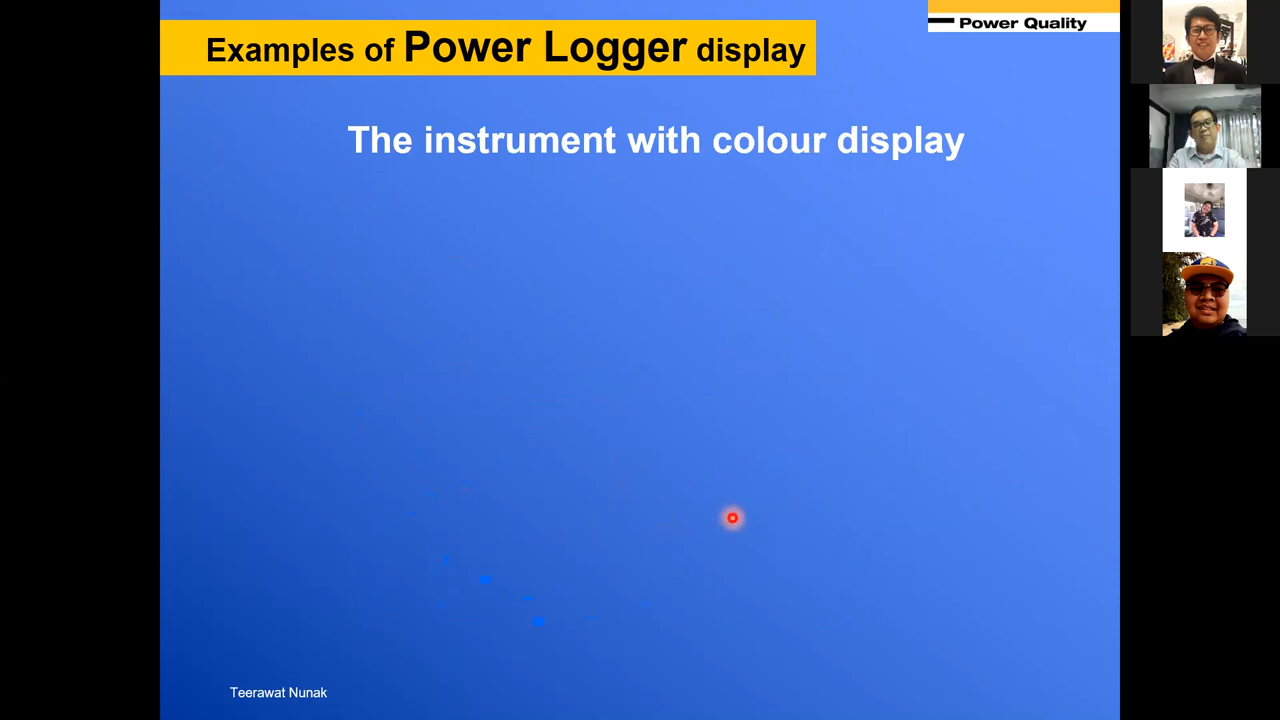 Examples of Power Logger display
Power Quality
The instrument with colour display
Teerawat Nunak